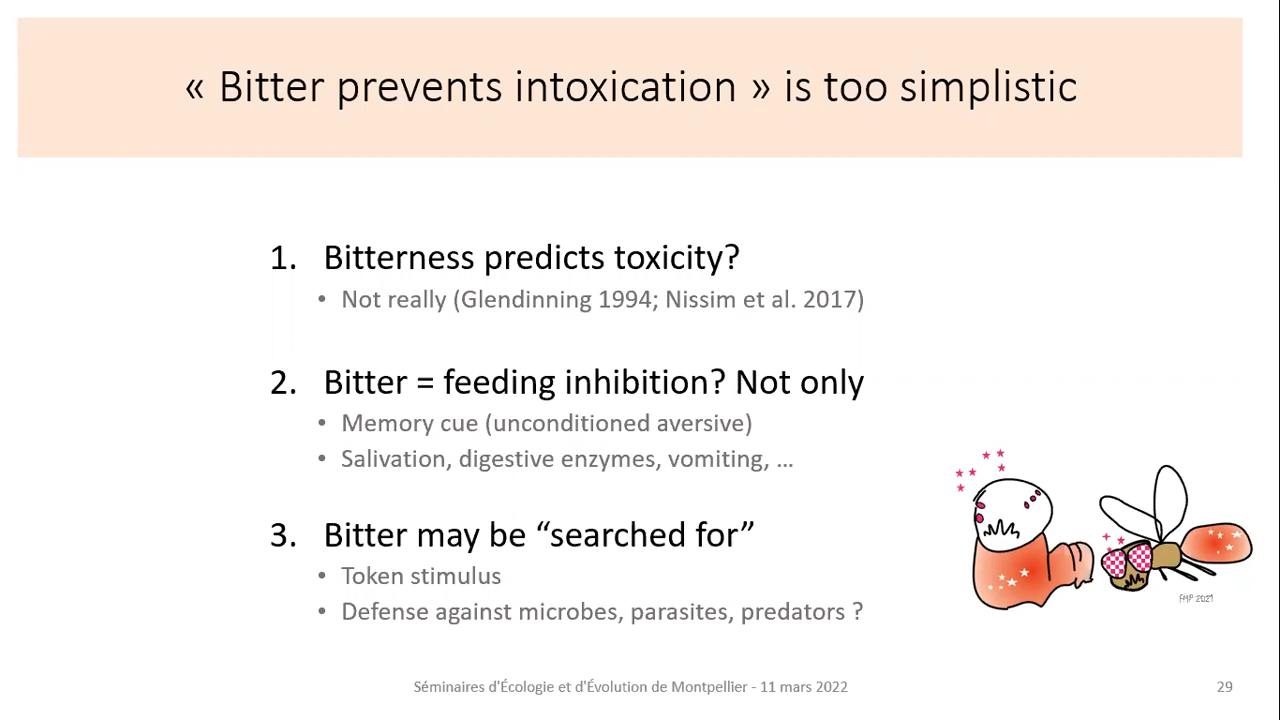 « Bitter prevents intoxication » is too simplistic
1. Bitterness predicts toxicity?
• Not really (Glendinning 1994; Nissim et al. 2017)
2. Bitter = feeding inhibition? Not only
• Memory cue (unconditioned aversive)
• Salivation, digestive enzymes, vomiting, ...
3. Bitter may be “searched for”
• Token stimulus
• Defense against microbes, parasites, predators ?
FMP 2021
Séminaires d'Écologie et d'Évolution de Montpellier - 11 mars 2022
29